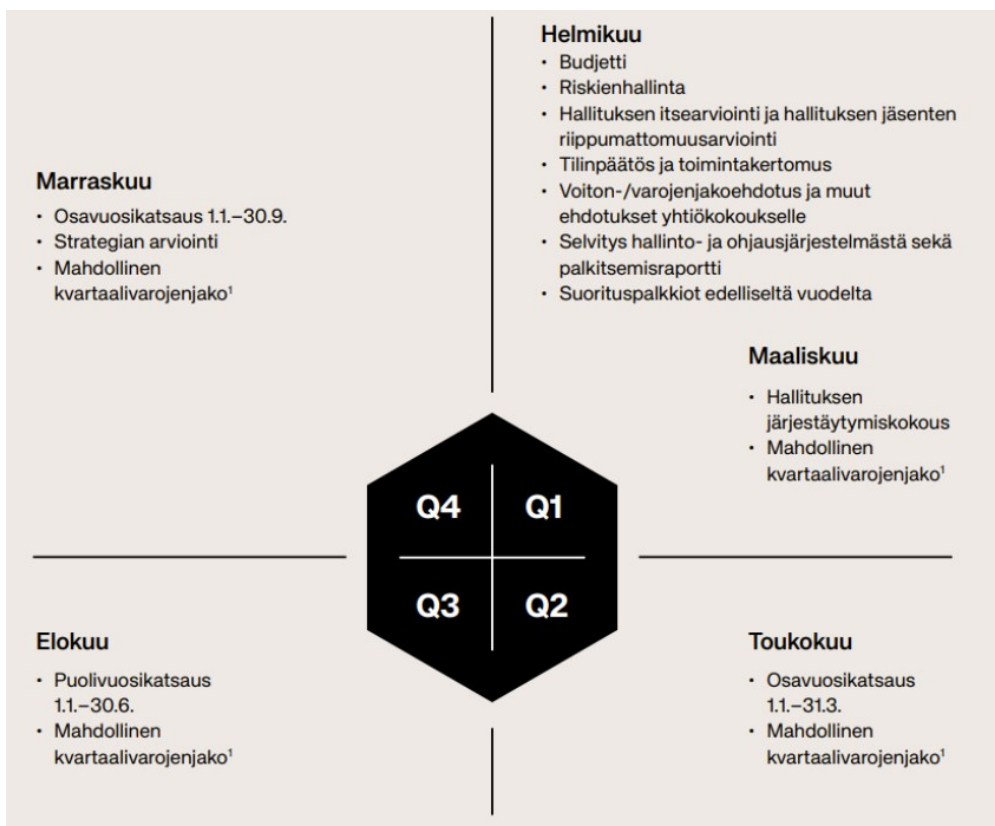 Helmikuu
• Budjetti
• Riskienhallinta
• Hallituksen itsearviointi ja hallituksen jäsenten
riippumattomuusarviointi
• Tilinpäätös ja toimintakertomus
• Voiton-/varojenjakoehdotus ja muut
ehdotukset yhtiökokoukselle
• Selvitys hallinto- ja ohjausjärjestelmästä sekä
palkitsemisraportti
• Suorituspalkkiot edelliseltä vuodelta
Maaliskuu
• Hallituksen
järjestäytymiskokous
• Mahdollinen
kvartaalivarojenjako¹
Marraskuu
• Osavuosikatsaus 1.1.–30.9.
• Strategian arviointi
• Mahdollinen
kvartaalivarojenjako¹
Q4 Q1
Q3 Q2
Elokuu
• Puolivuosikatsaus
1.1.–30.6.
• Mahdollinen
kvartaalivarojenjako¹
Toukokuu
• Osavuosikatsaus
1.1.–31.3.
• Mahdollinen
kvartaalivarojenjako¹